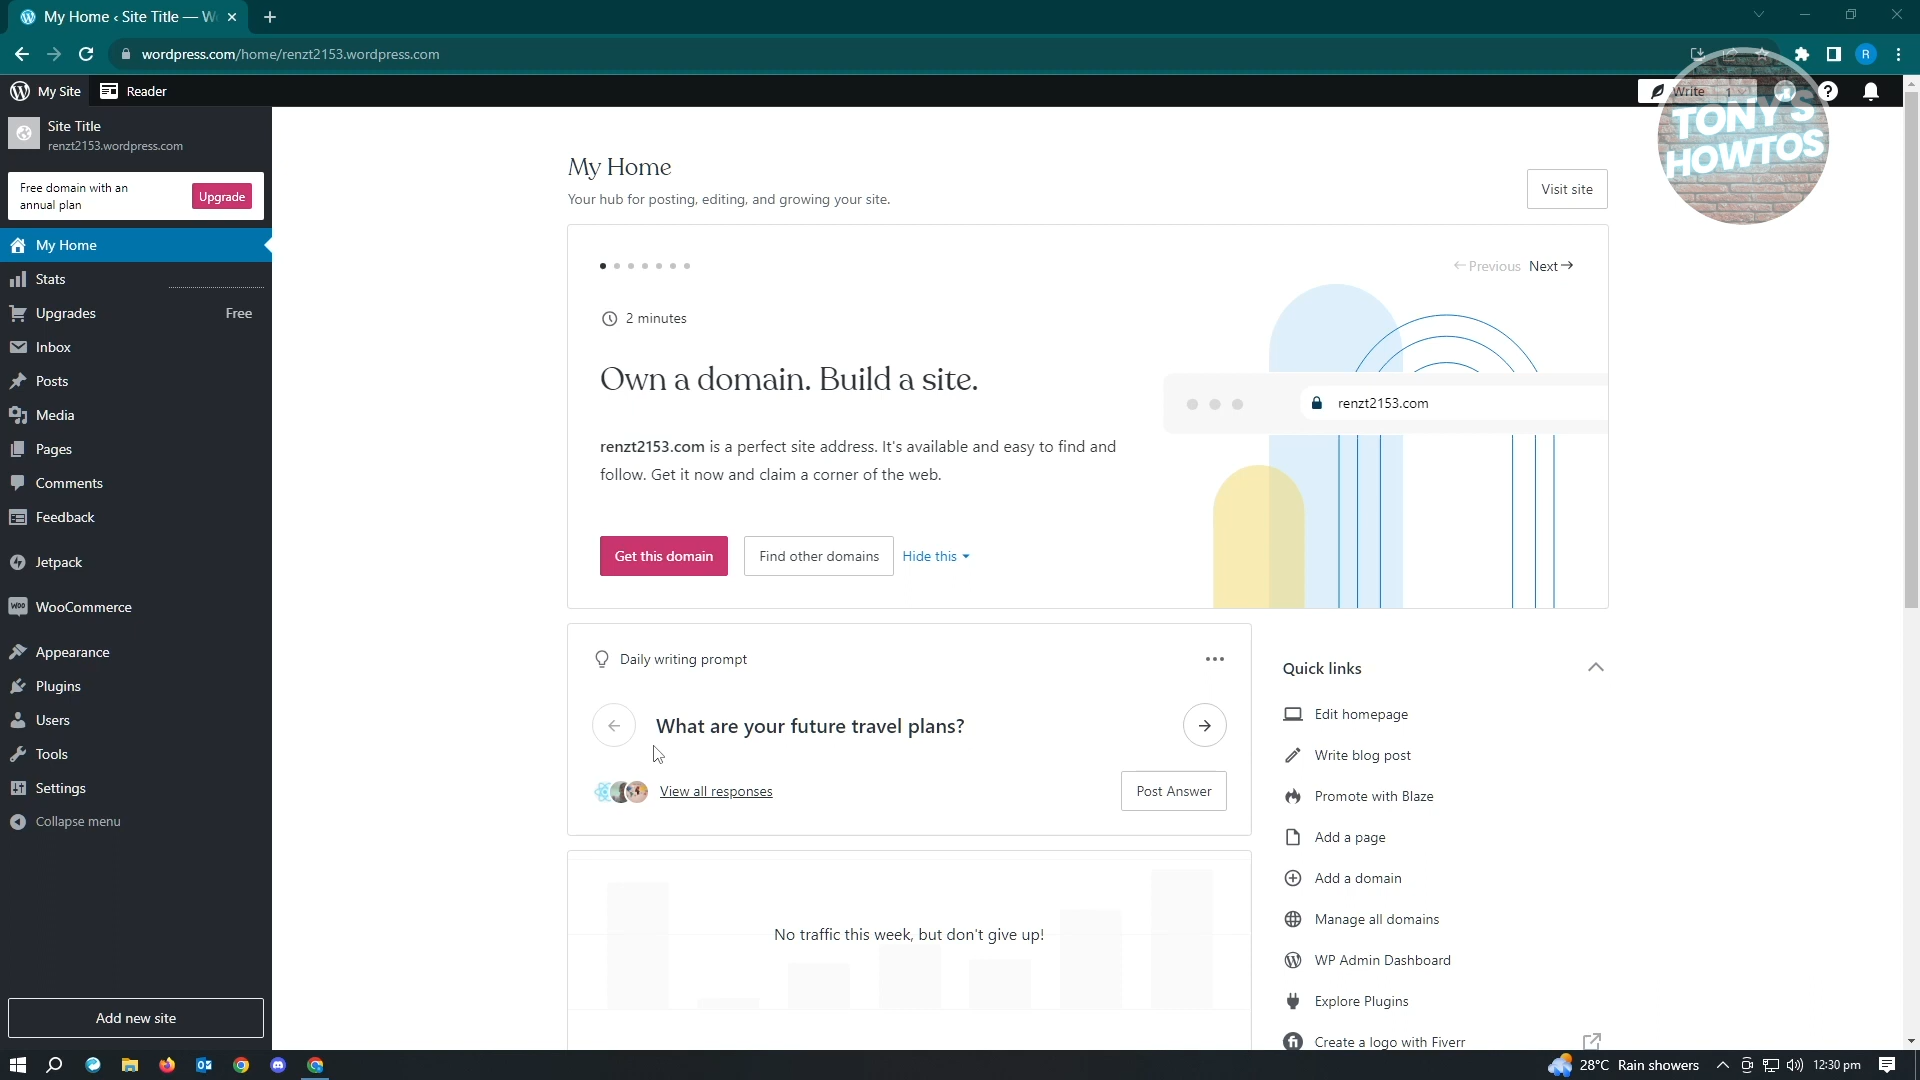 My Home ‹ Site Title — W
wordpress.com/home/renzt2153.wordpress.com
My Site
Reader
Write
1
TONY'S
HOWTOS
Site Title
renzt2153.wordpress.com
Free domain with an
annual plan
Upgrade
My Home
Stats
Upgrades
Free
Inbox
Posts
Media
Pages
Comments
Feedback
Jetpack
WooCommerce
Appearance
Plugins
Users
Tools
Settings
Collapse menu
Add new site
My Home
Your hub for posting, editing, and growing your site.
Visit site
Previous
Next
2 minutes
Own a domain. Build a site.
renzt2153.com is a perfect site address. It's available and easy to find and
follow. Get it now and claim a corner of the web.
Get this domain
Find other domains
Hide this
renzt2153.com
Daily writing prompt
What are your future travel plans?
View all responses
Post Answer
No traffic this week, but don't give up!
Quick links
Edit homepage
Write blog post
Promote with Blaze
Add a page
Add a domain
Manage all domains
WP Admin Dashboard
Explore Plugins
Create a logo with Fiverr
28°C Rain showers
12:30 pm